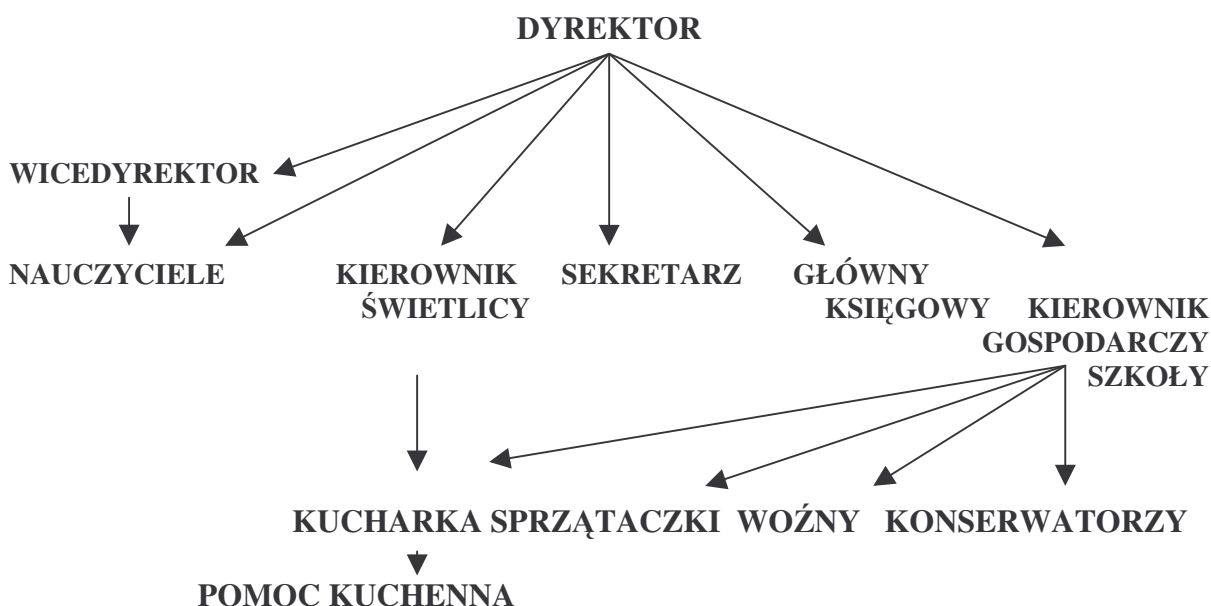 DYREKTOR
WICEDYREKTOR
NAUCZYCIELE KIEROWNIK SEKRETARZ GŁÓWNY
ŚWIETLICY KSIĘGOWY KIEROWNIK
GOSPODARCZY
SZKOŁY
KUCHARKA SPRZĄTACZKI WOŹNY KONSERWATORZY
POMOC KUCHENNA